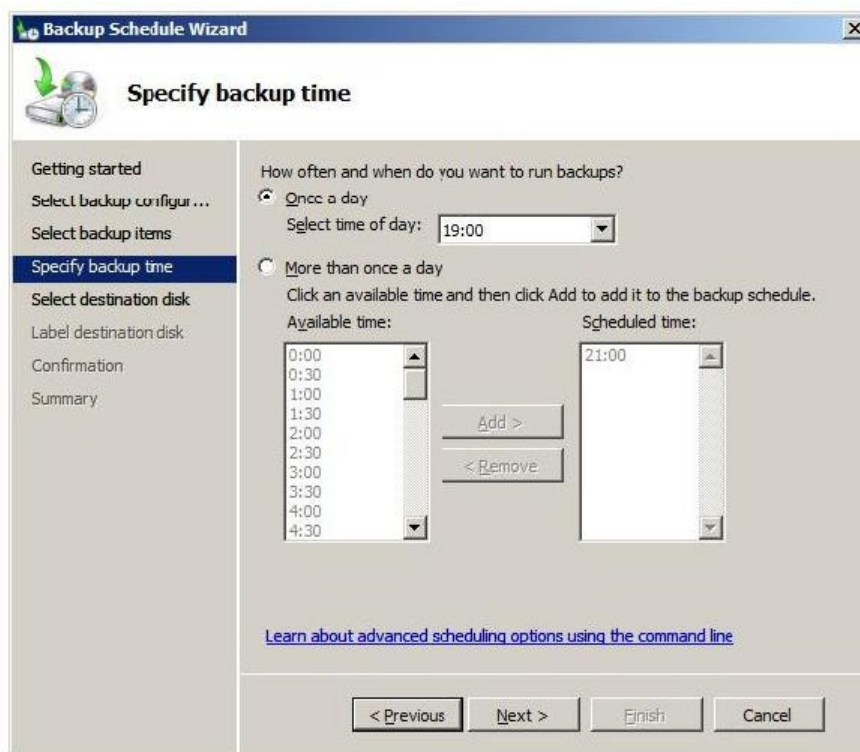 Backup Schedule Wizard
Specify backup time
Getting started
Select backup configur...
Select backup items
Specify backup time
Select destination disk
Label destination disk
Confirmation
Summary
How often and when do you want to run backups?
Once a day
Select time of day: 19:00
More than once a day
Click an available time and then click Add to add it to the backup schedule.
Available time:
0:00
0:30
1:00
1:30
2:00
2:30
3:00
3:30
4:00
4:30
Add >
< Remove
Scheduled time:
21:00
Learn about advanced scheduling options using the command line
< Previous
Next >
Finish
Cancel